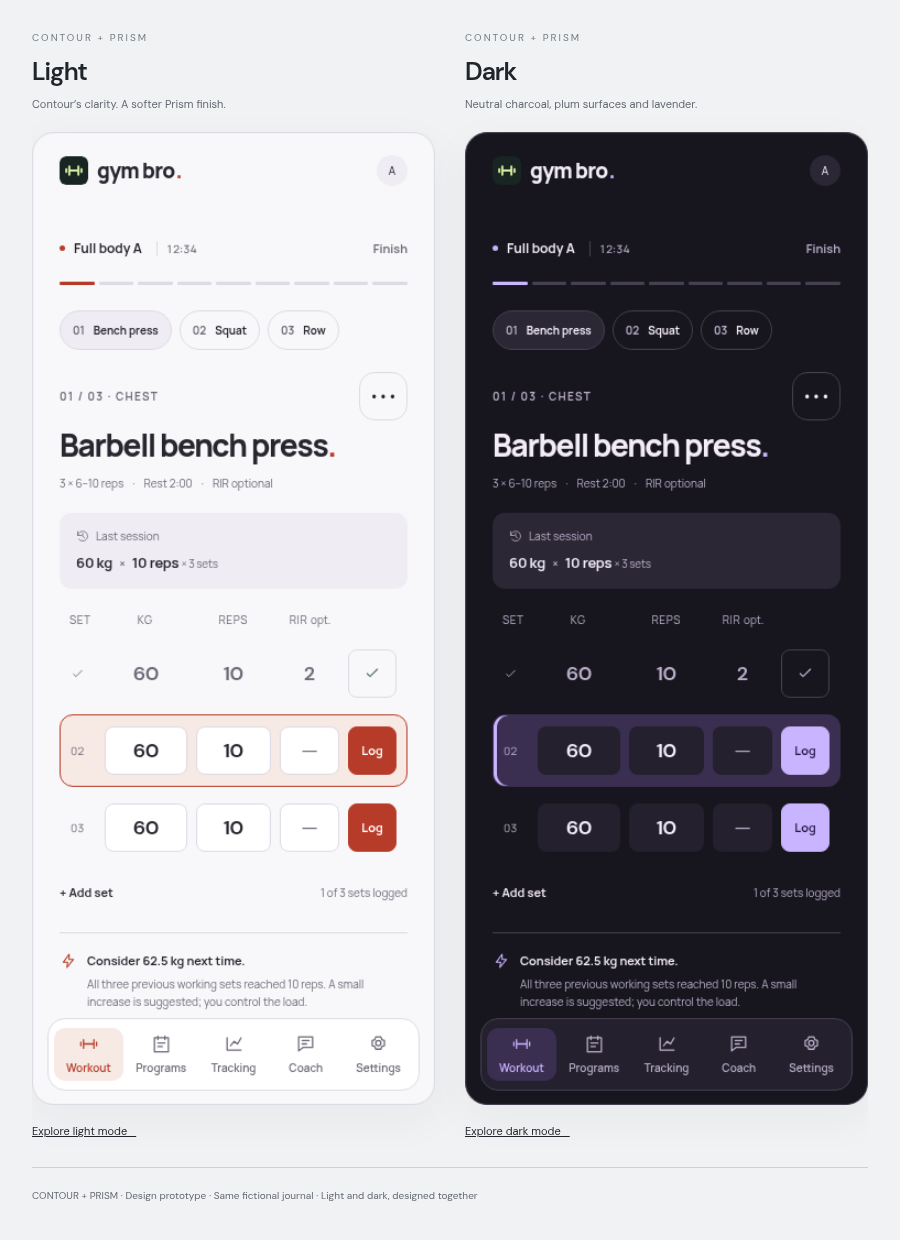 CONTOUR + PRISM
Light
Contour's clarity. A softer Prism finish.
gym bro.
A
Full body A
12:34
Finish
01 Bench press
02 Squat
03 Row
01 / 03 · CHEST
Barbell bench press.
3 × 6–10 reps · Rest 2:00 · RIR optional
Last session
60 kg × 10 reps × 3 sets
SET KG REPS RIR opt.
60 10 2
02 60 10 — Log
03 60 10 — Log
+ Add set
1 of 3 sets logged
Consider 62.5 kg next time.
All three previous working sets reached 10 reps. A small
increase is suggested; you control the load.
Workout Programs Tracking Coach Settings
Explore light mode
CONTOUR + PRISM
Dark
Neutral charcoal, plum surfaces and lavender.
gym bro.
A
Full body A
12:34
Finish
01 Bench press
02 Squat
03 Row
01 / 03 · CHEST
Barbell bench press.
3 × 6–10 reps · Rest 2:00 · RIR optional
Last session
60 kg × 10 reps × 3 sets
SET KG REPS RIR opt.
60 10 2
02 60 10 — Log
03 60 10 — Log
+ Add set
1 of 3 sets logged
Consider 62.5 kg next time.
All three previous working sets reached 10 reps. A small
increase is suggested; you control the load.
Workout Programs Tracking Coach Settings
Explore dark mode
CONTOUR + PRISM · Design prototype · Same fictional journal · Light and dark, designed together